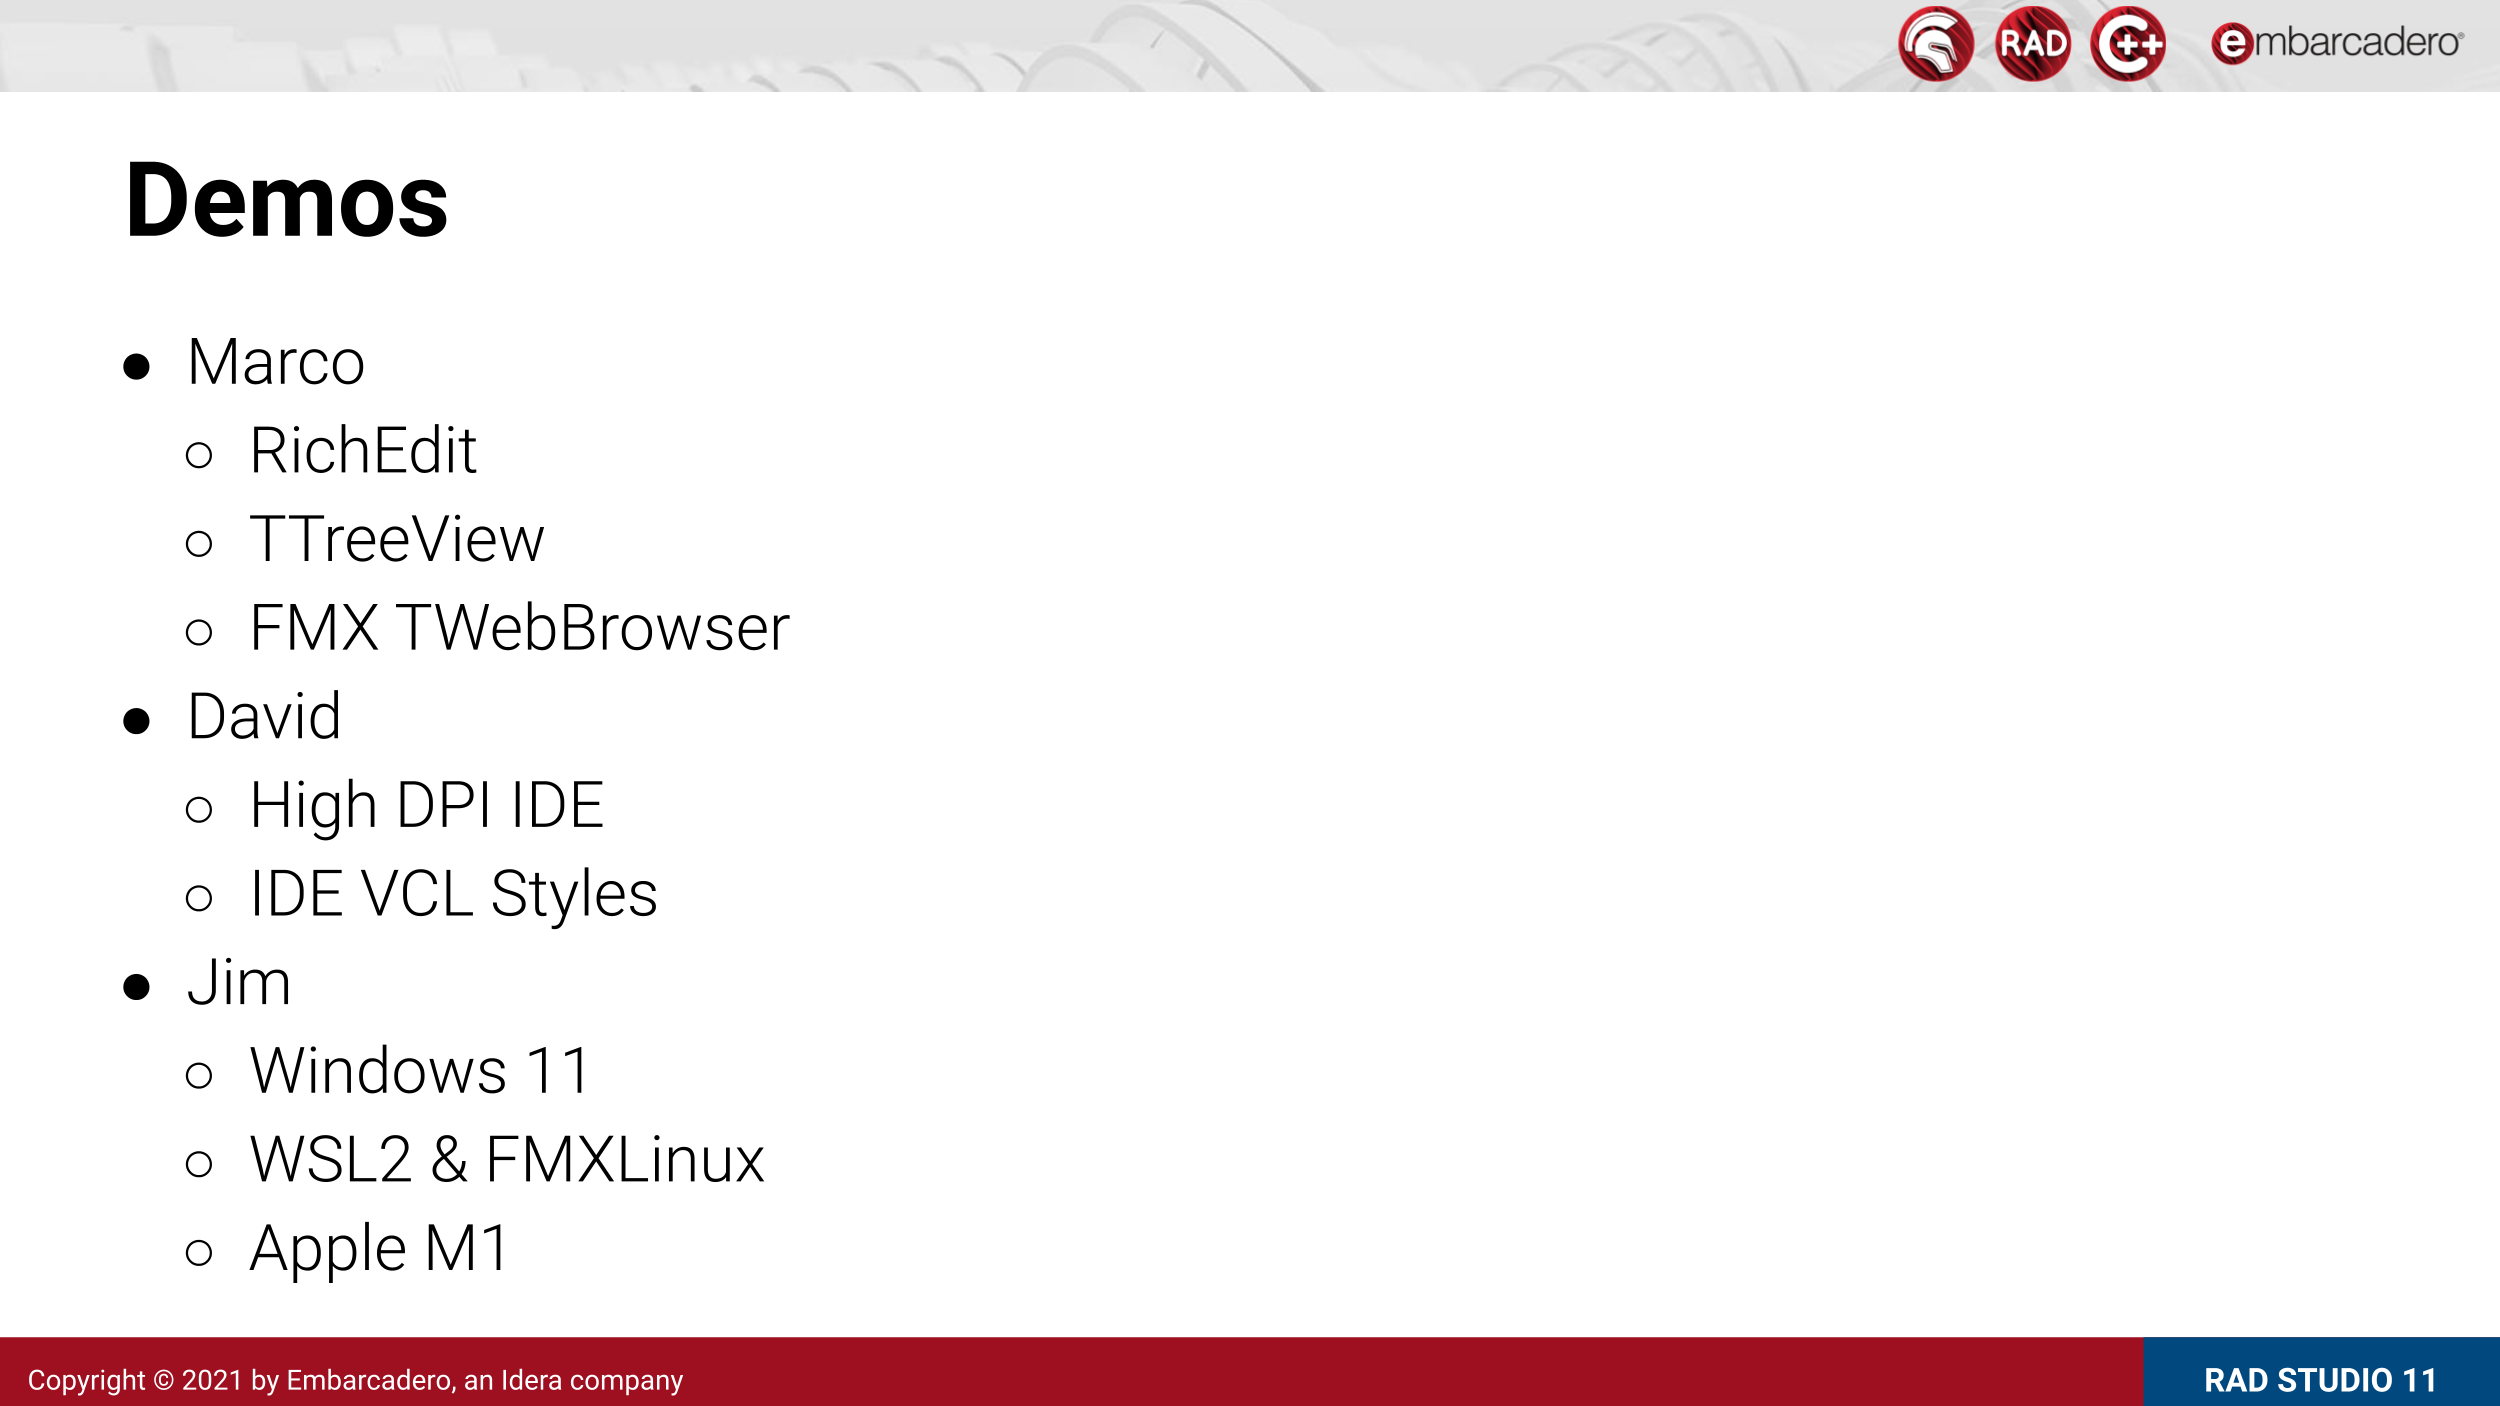 RAD
C++
embarcadero®
Demos
● Marco
○ RichEdit
○ TTreeView
○ FMX TWebBrowser
● David
○ High DPI IDE
○ IDE VCL Styles
● Jim
○ Windows 11
○ WSL2 & FMXLinux
○ Apple M1
Copyright © 2021 by Embarcadero, an Idera company
RAD STUDIO 11